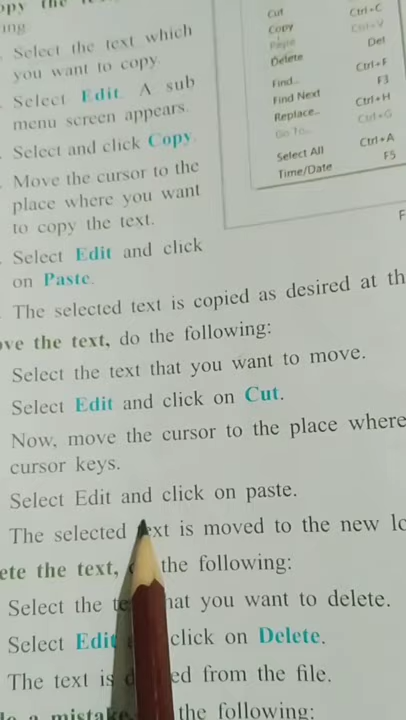 opy the
ing
Select the text which
you want to copy.
Select Edit. A sub
menu screen appears.
Select and click Copy.
Move the cursor to the
place where you want
to copy the text.
Select Edit and click
on Paste.
Cut Ctrl+C
Copy Ctrl+V
Paste Del
Delete
Find... Ctrl+F
Find Next F3
Replace... Ctrl+H
Go To... Ctrl+G
Select All Ctrl+A
Time/Date F5
F
The selected text is copied as desired at th
ove the text, do the following:
Select the text that you want to move.
Select Edit and click on Cut.
Now, move the cursor to the place where
cursor keys.
Select Edit and click on paste.
The selected text is moved to the new lo
ete the text, the following:
Select the hat you want to delete.
Select Edit click on Delete.
The text is ed from the file.
a mistake the following: